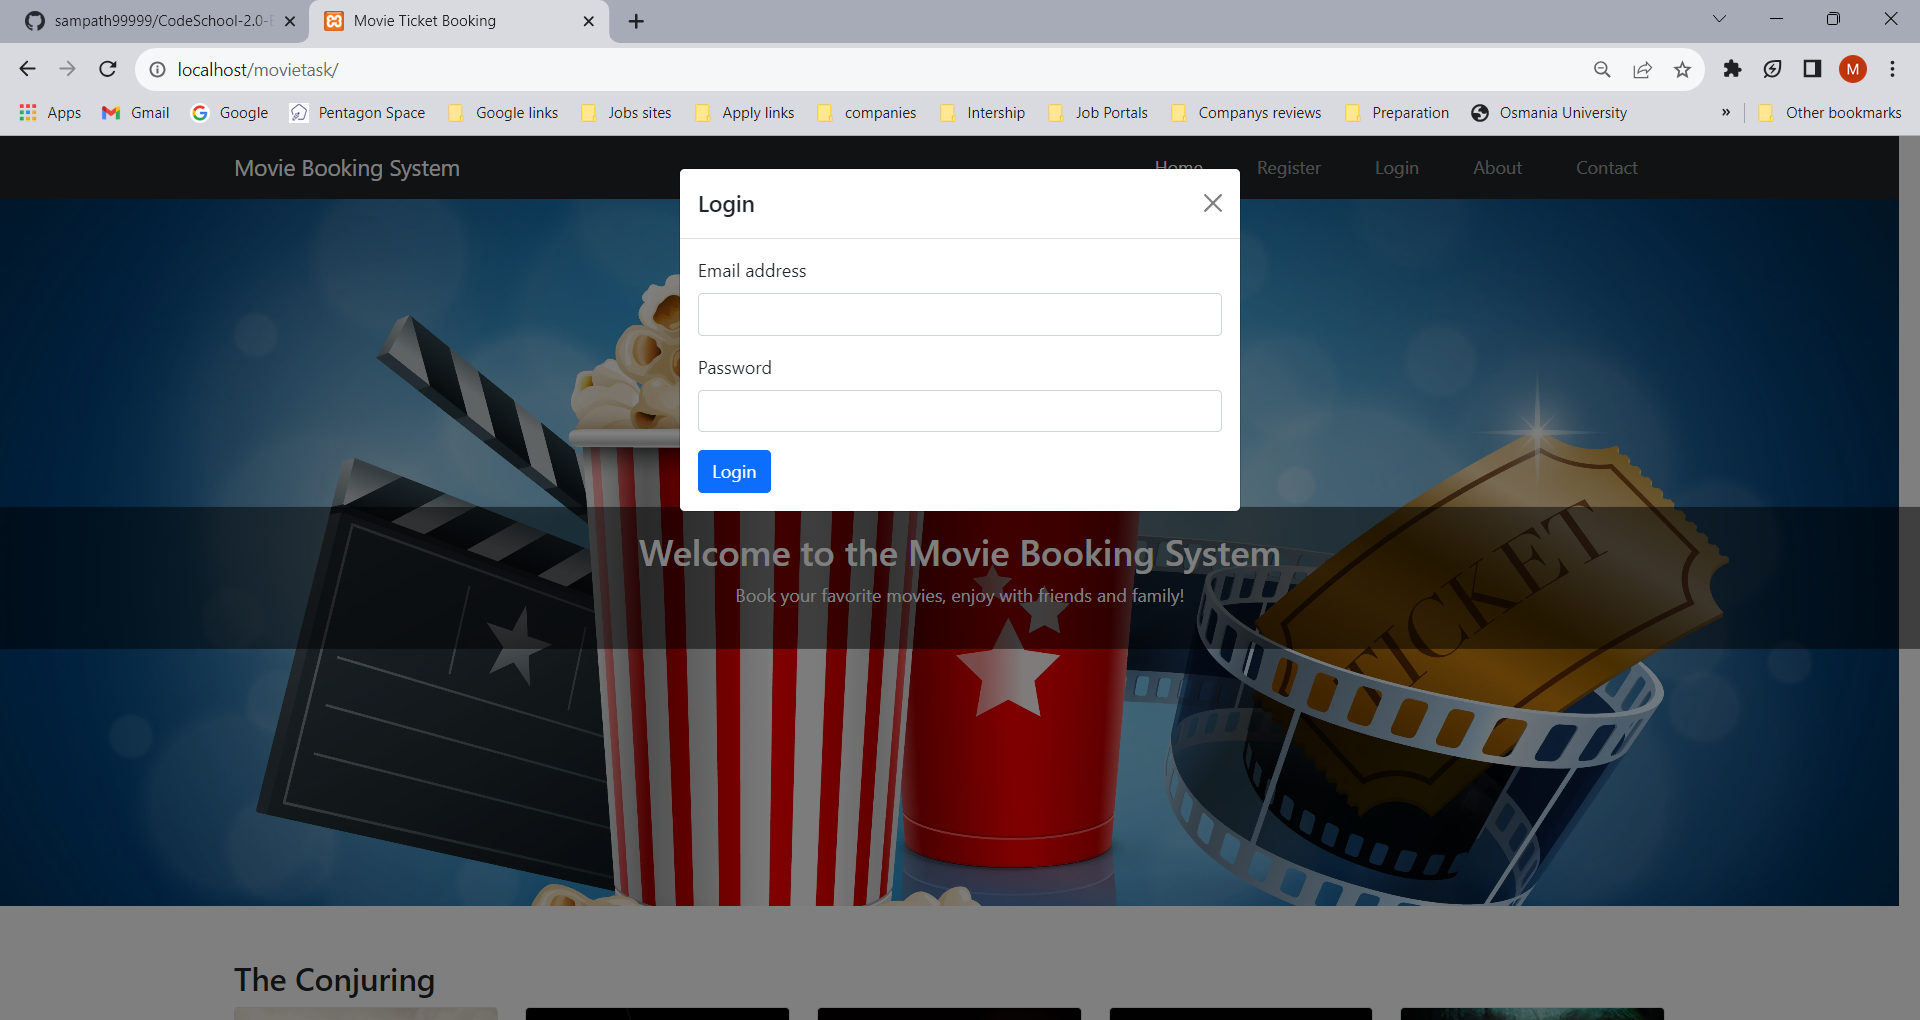 sampath99999/CodeSchool-2.0-
Movie Ticket Booking
localhost/movietask/
M
Apps
Gmail
Google
Pentagon Space
Google links
Jobs sites
Apply links
companies
Intership
Job Portals
Companys reviews
Preparation
Osmania University
»
Other bookmarks
Movie Booking System
Home
Register
Login
About
Contact
Login
Email address
Password
Login
Welcome to the Movie Booking System
Book your favorite movies, enjoy with friends and family!
TICKET
The Conjuring